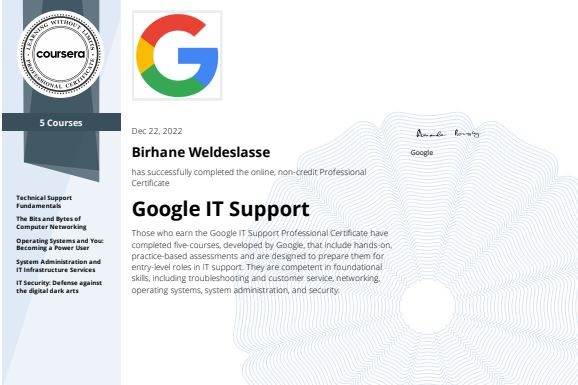 LEARNING WITHOUT LIMITS
coursera
PROFESSIONAL CERTIFICATE
5 Courses
Technical Support
Fundamentals
The Bits and Bytes of
Computer Networking
Operating Systems and You:
Becoming a Power User
System Administration and
IT Infrastructure Services
IT Security: Defense against
the digital dark arts
G
Dec 22, 2022
Birhane Weldeslasse
has successfully completed the online, non-credit Professional
Certificate
Google IT Support
Those who earn the Google IT Support Professional Certificate have
completed five-courses, developed by Google, that include hands-on,
practice-based assessments and are designed to prepare them for
entry-level roles in IT support. They are competent in foundational
skills, including troubleshooting and customer service, networking,
operating systems, system administration, and security.
Google